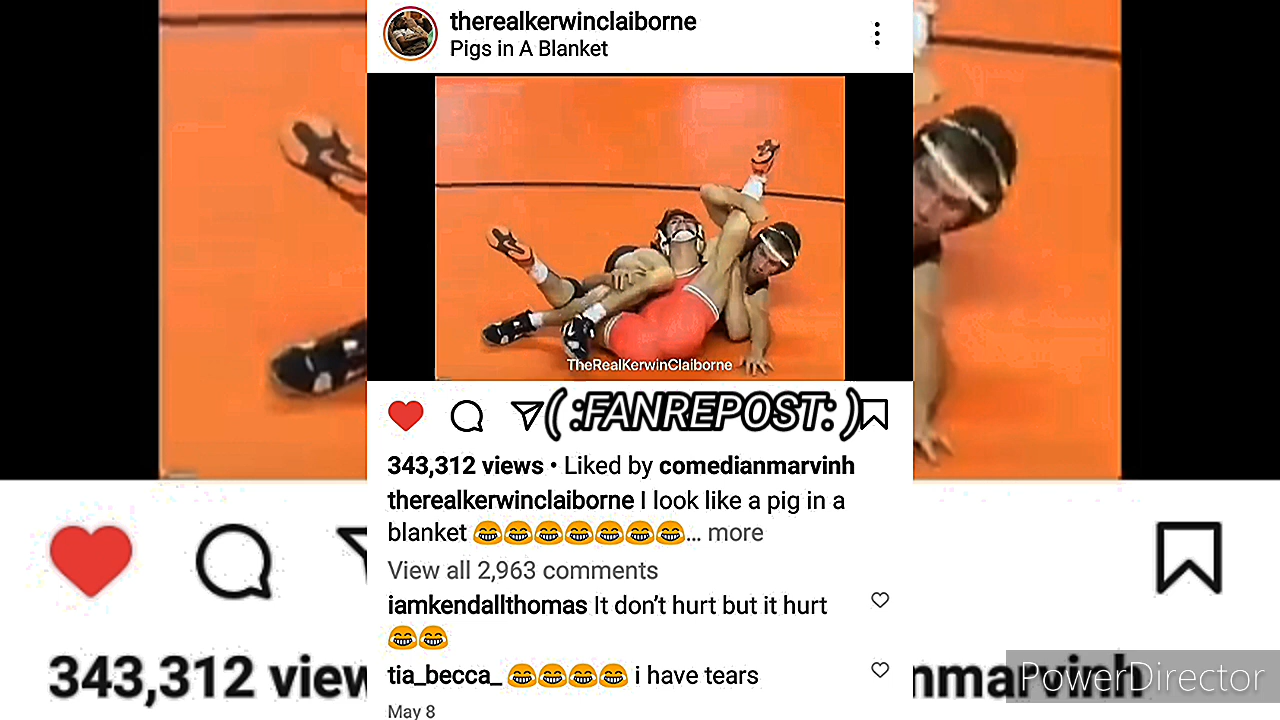 therealkerwinclaiborne
Pigs in A Blanket
TheRealKerwinClaiborne
( :FANREPOST: )
343,312 views • Liked by comedianmarvinh
therealkerwinclaiborne I look like a pig in a
blanket 😂😂😂😂😂😂😂... more
View all 2,963 comments
iamkendallthomas It don't hurt but it hurt
😂😂
tia_becca_ 😂😂😂😂 i have tears
May 8
343,312 view
nmarvinh
PowerDirector